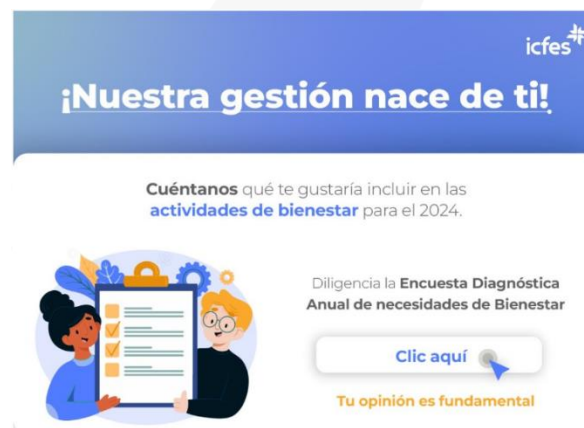 icfes
¡Nuestra gestión nace de ti!
Cuéntanos qué te gustaría incluir en las
actividades de bienestar para el 2024.
Diligencia la Encuesta Diagnóstica
Anual de necesidades de Bienestar
Clic aquí
Tu opinión es fundamental